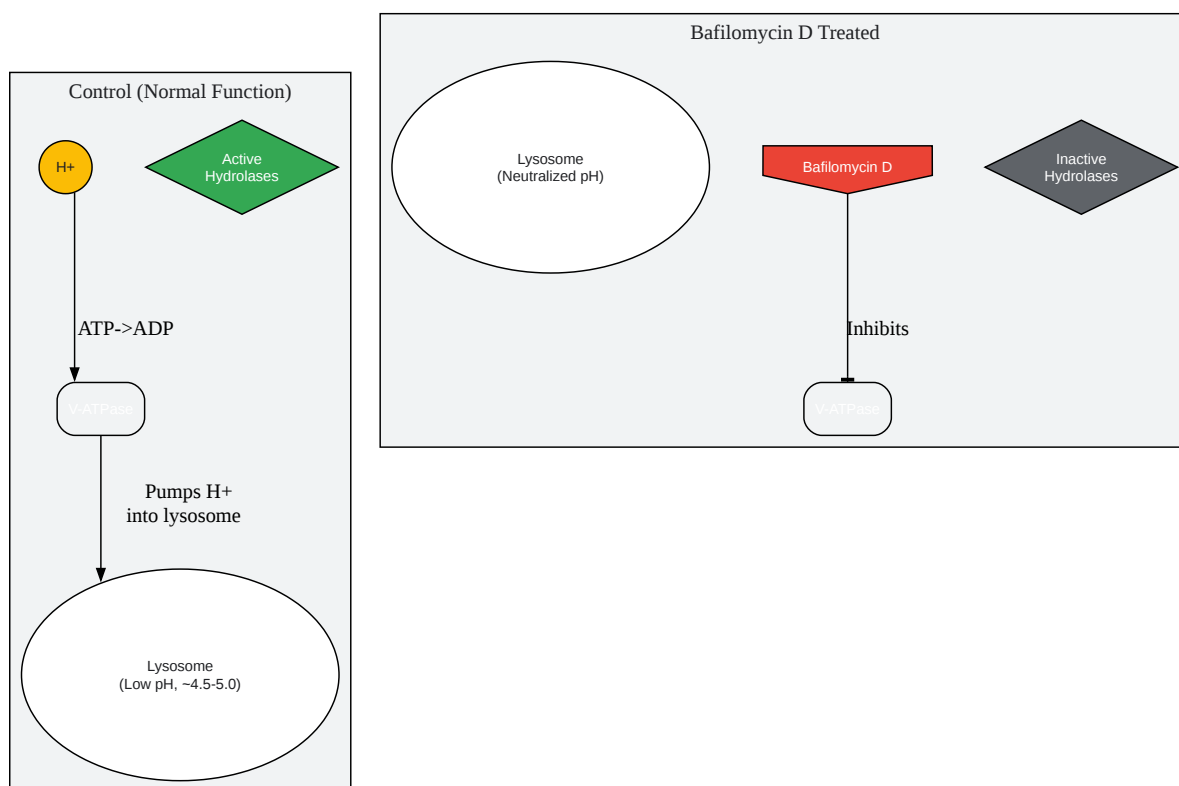 Control (Normal Function)
H+
Active
Hydrolases
ATP->ADP
V-ATPase
Pumps H+
into lysosome
Lysosome
(Low pH, ~4.5-5.0)
Bafilomycin D Treated
Lysosome
(Neutralized pH)
Bafilomycin D
Inactive
Hydrolases
Inhibits
V-ATPase